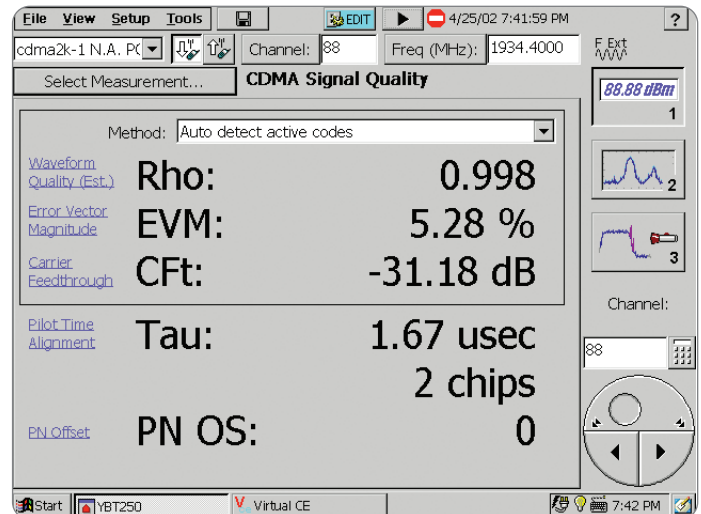 File View Setup Tools EDIT 4/25/02 7:41:59 PM ?
cdma2k-1 N.A. P( Channel: 88 Freq (MHz): 1934.4000 F Ext
Select Measurement... CDMA Signal Quality
88.88 dBm
1
Method: Auto detect active codes
Waveform Quality (Est.) Rho: 0.998
2
Error Vector Magnitude EVM: 5.28 %
3
Carrier Feedthrough CFt: -31.18 dB
Channel:
Pilot Time Alignment Tau: 1.67 usec
88
2 chips
PN Offset PN OS: 0
Start YBT250 Virtual CE 7:42 PM